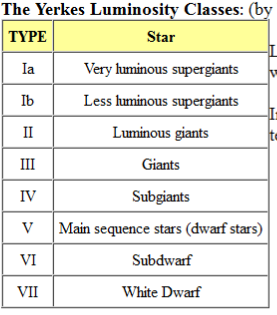 The Yerkes Luminosity Classes: (by
TYPE Star
Ia Very luminous supergiants
Ib Less luminous supergiants
II Luminous giants
III Giants
IV Subgiants
V Main sequence stars (dwarf stars)
VI Subdwarf
VII White Dwarf